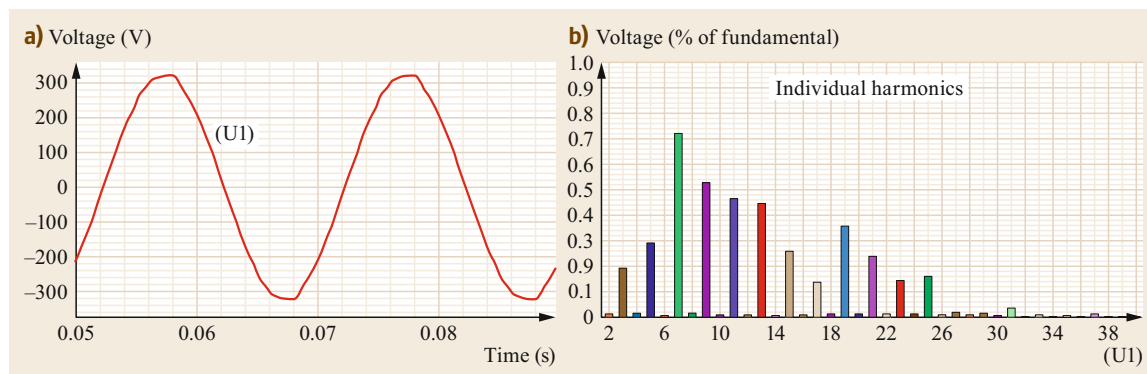 a) Voltage (V)
300
200
100
0
–100
–200
–300
(U1)
0.05 0.06 0.07 0.08
Time (s)
b) Voltage (% of fundamental)
1.0
0.9
0.8
0.7
0.6
0.5
0.4
0.3
0.9
0.1
0
Individual harmonics
2 6 10 14 18 22 26 30 34 38
(U1)